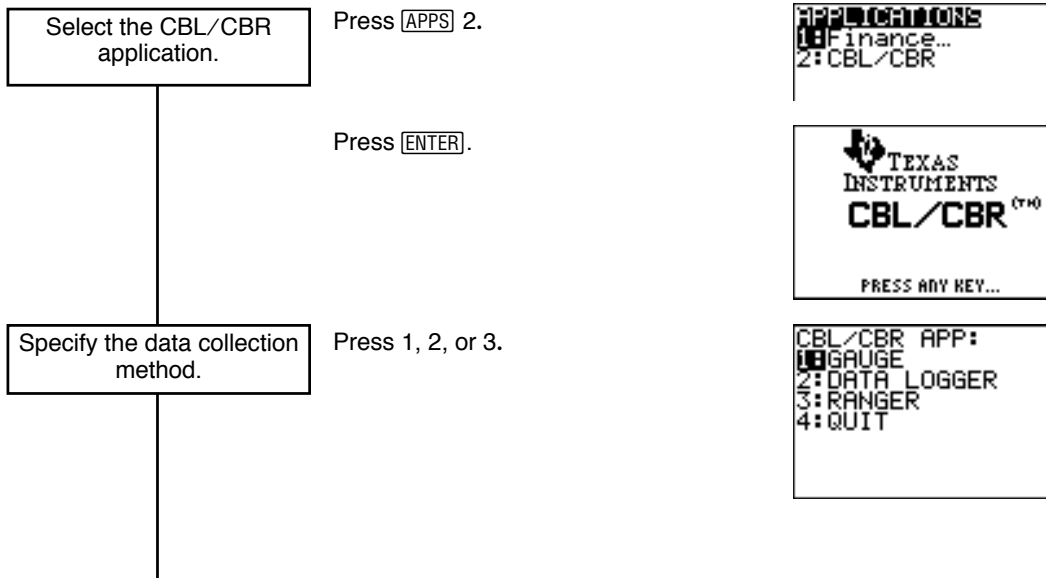 Select the CBL/CBR
application.
Press APPS 2.
APPLICATIONS
1:Finance…
2:CBL/CBR
Press ENTER.
TEXAS
INSTRUMENTS
CBL/CBR (TM)
PRESS ANY KEY...
Specify the data collection
method.
Press 1, 2, or 3.
CBL/CBR APP:
1:GAUGE
2:DATA LOGGER
3:RANGER
4:QUIT